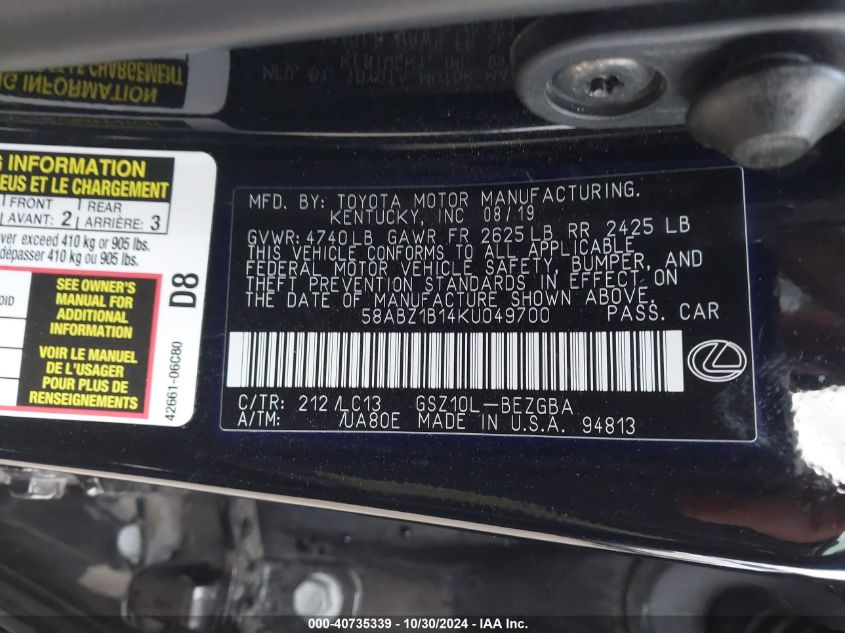 G INFORMATION
EUS ET LE CHARGEMENT
FRONT
AVANT: 2
REAR
ARRIÈRE: 3
ver exceed 410 kg or 905 lbs.
dépasser 410 kg ou 905 lbs.
OID
SEE OWNER'S
MANUAL FOR
ADDITIONAL
INFORMATION
VOIR LE MANUEL
DE L'USAGER
POUR PLUS DE
RENSEIGNEMENTS
D8
42661-06C80
MFD. BY: TOYOTA MOTOR MANUFACTURING.
KENTUCKY, INC 08/19
GVWR: 4740LB GAWR FR 2625LB RR 2425 LB
THIS VEHICLE CONFORMS TO ALL APPLICABLE
FEDERAL MOTOR VEHICLE SAFETY, BUMPER, AND
THEFT PREVENTION STANDARDS IN EFFECT ON
THE DATE OF MANUFACTURE SHOWN ABOVE.
58ABZ1B14KU049700 PASS. CAR
C/TR: 212/LC13 GSZ10L-BEZGBA
A/TM: /UA80E MADE IN U.S.A. 94813
000-40735339 - 10/30/2024 - IAA Inc.